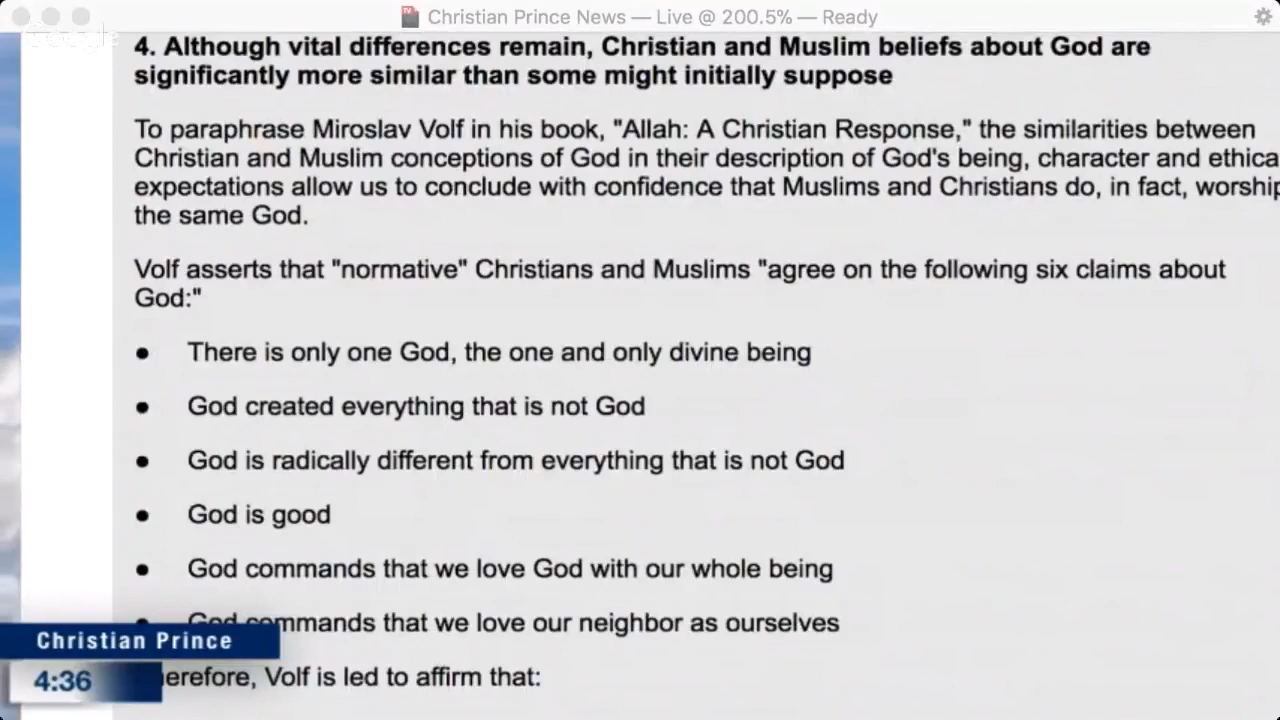 Christian Prince News — Live @ 200.5% — Ready
Google
4. Although vital differences remain, Christian and Muslim beliefs about God are
significantly more similar than some might initially suppose
To paraphrase Miroslav Volf in his book, "Allah: A Christian Response," the similarities between
Christian and Muslim conceptions of God in their description of God's being, character and ethica
expectations allow us to conclude with confidence that Muslims and Christians do, in fact, worship
the same God.
Volf asserts that "normative" Christians and Muslims "agree on the following six claims about
God:"
● There is only one God, the one and only divine being
● God created everything that is not God
● God is radically different from everything that is not God
● God is good
● God commands that we love God with our whole being
● God commands that we love our neighbor as ourselves
Christian Prince
erefore, Volf is led to affirm that:
4:36